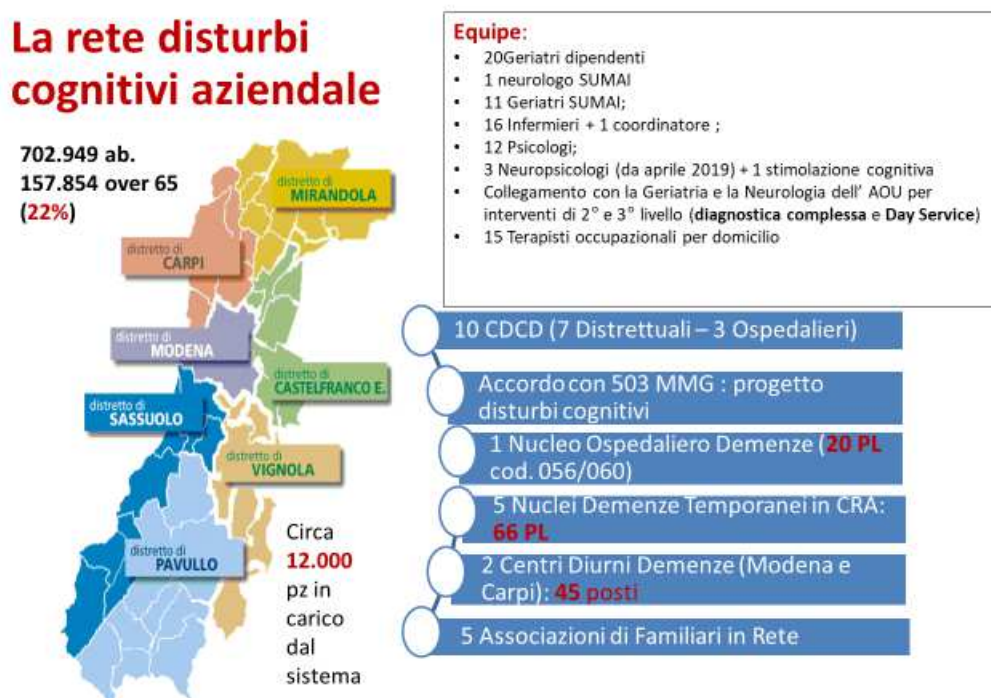 La rete disturbi
cognitivi aziendale
702.949 ab.
157.854 over 65
(22%)
distretto di
MIRANDOLA
distretto di
CARPI
distretto di
MODENA
distretto di
CASTELFRANCO E.
distretto di
SASSUOLO
distretto di
VIGNOLA
distretto di
PAVULLO
Circa
12.000
pz in
carico
dal
sistema
Equipe:
• 20Geriatri dipendenti
• 1 neurologo SUMAI
• 11 Geriatri SUMAI;
• 16 Infermieri + 1 coordinatore ;
• 12 Psicologi;
• 3 Neuropsicologi (da aprile 2019) + 1 stimolazione cognitiva
• Collegamento con la Geriatria e la Neurologia dell' AOU per
interventi di 2° e 3° livello (diagnostica complessa e Day Service)
• 15 Terapisti occupazionali per domicilio
10 CDCD (7 Distrettuali – 3 Ospedalieri)
Accordo con 503 MMG : progetto
disturbi cognitivi
1 Nucleo Ospedaliero Demenze (20 PL
cod. 056/060)
5 Nuclei Demenze Temporanei in CRA:
66 PL
2 Centri Diurni Demenze (Modena e
Carpi): 45 posti
5 Associazioni di Familiari in Rete